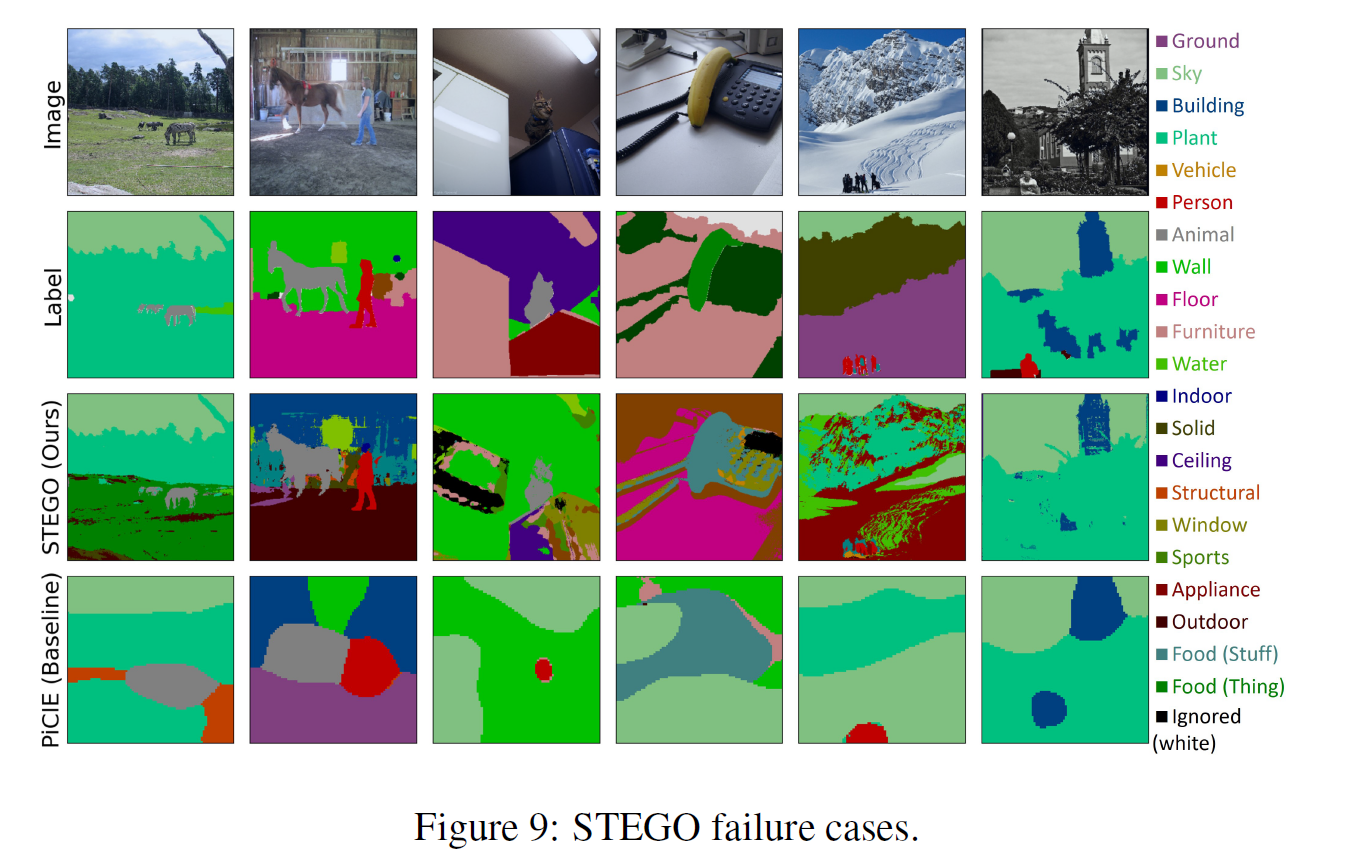 Image
Label
STEGO (Ours)
PiCIE (Baseline)
Ground
Sky
Building
Plant
Vehicle
Person
Animal
Wall
Floor
Furniture
Water
Indoor
Solid
Ceiling
Structural
Window
Sports
Appliance
Outdoor
Food (Stuff)
Food (Thing)
Ignored
(white)
Figure 9: STEGO failure cases.